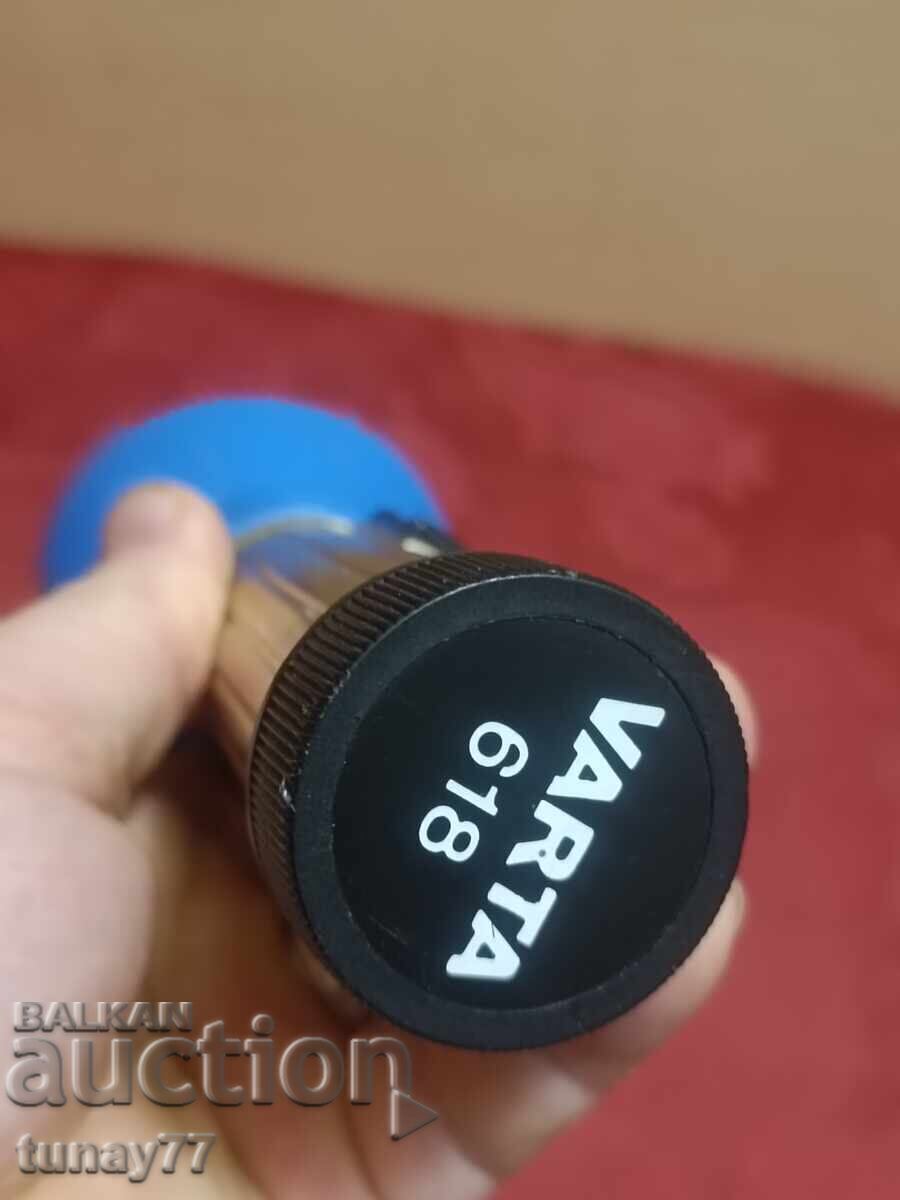 VARTA
618
BALKAN
auction
tunay77